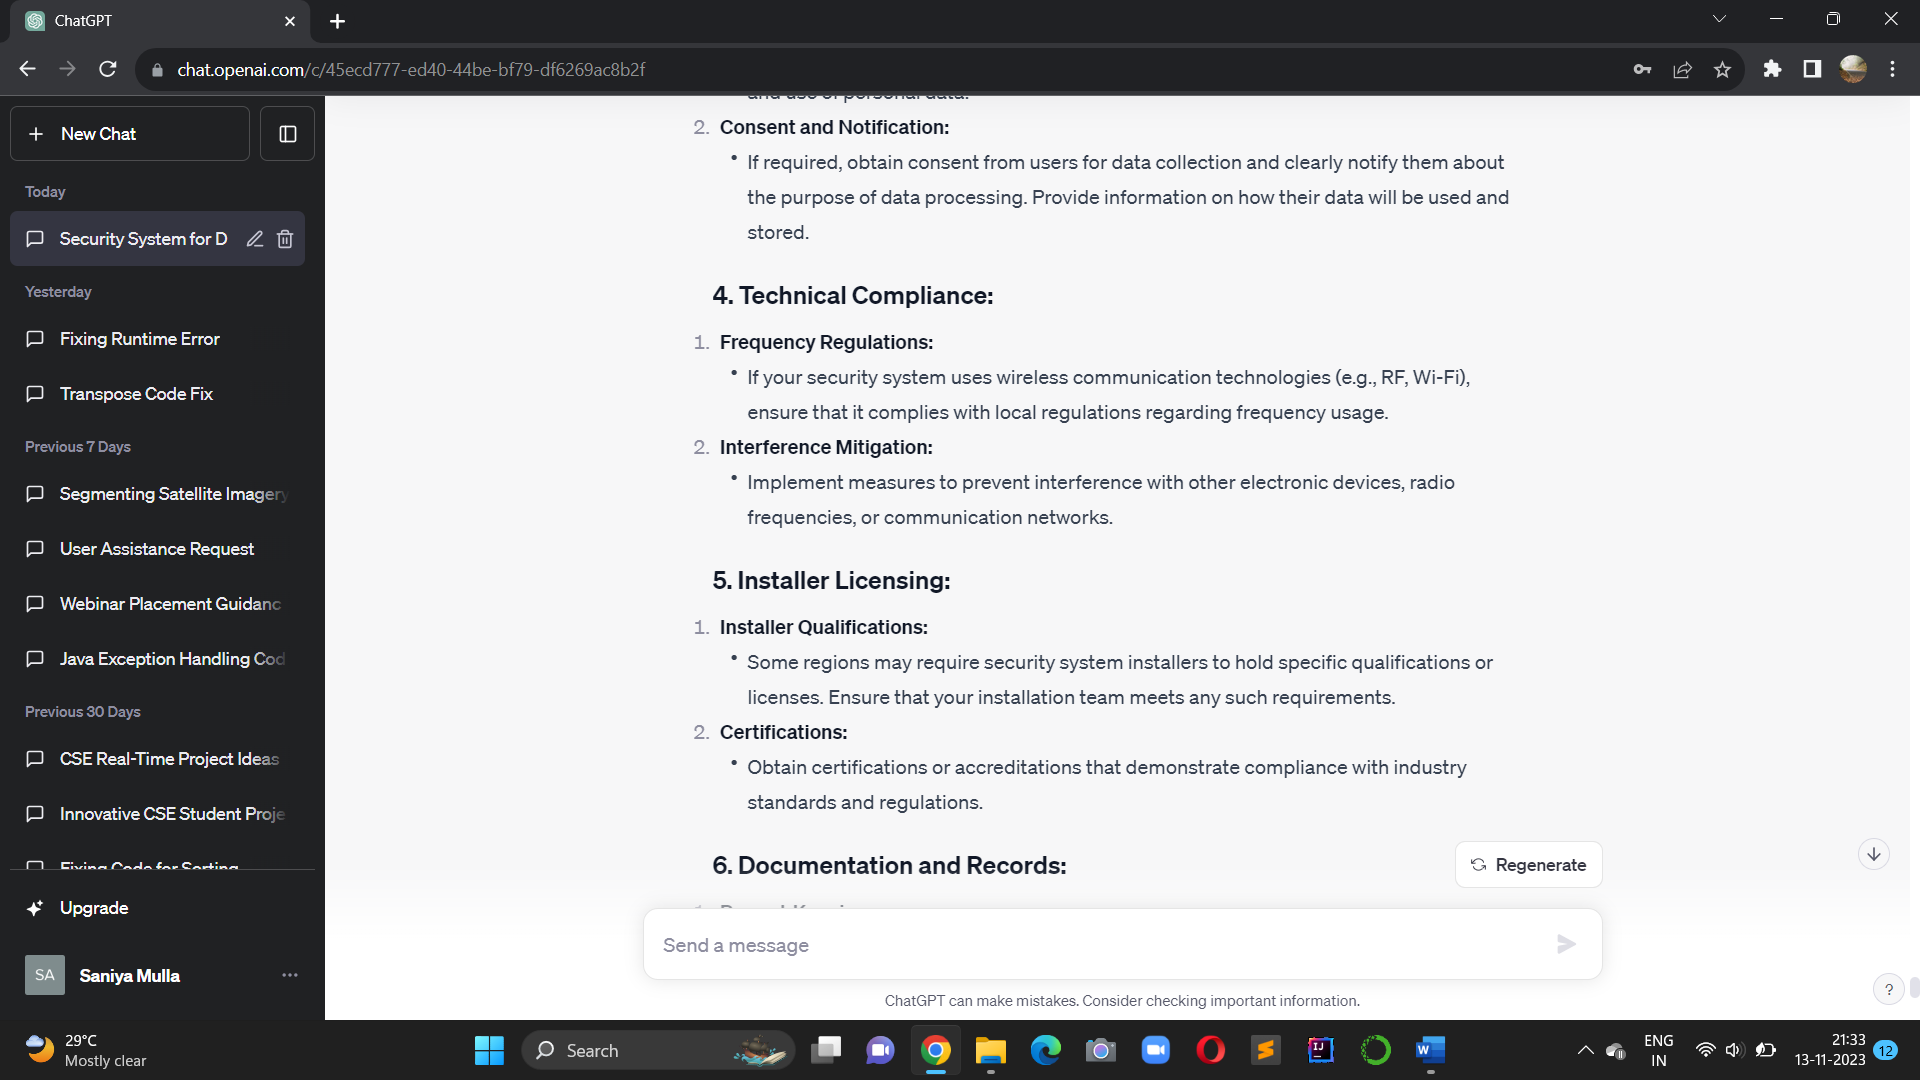 ChatGPT
chat.openai.com/c/45ecd777-ed40-44be-bf79-df6269ac8b2f
New Chat
Today
Security System for D
Yesterday
Fixing Runtime Error
Transpose Code Fix
Previous 7 Days
Segmenting Satellite Imagery
User Assistance Request
Webinar Placement Guidanc
Java Exception Handling Cod
Previous 30 Days
CSE Real-Time Project Ideas
Innovative CSE Student Proje
Fixing Code for Sorting
Upgrade
SA Saniya Mulla
and use of personal data.
2. Consent and Notification:
• If required, obtain consent from users for data collection and clearly notify them about
the purpose of data processing. Provide information on how their data will be used and
stored.
4. Technical Compliance:
1. Frequency Regulations:
• If your security system uses wireless communication technologies (e.g., RF, Wi-Fi),
ensure that it complies with local regulations regarding frequency usage.
2. Interference Mitigation:
• Implement measures to prevent interference with other electronic devices, radio
frequencies, or communication networks.
5. Installer Licensing:
1. Installer Qualifications:
• Some regions may require security system installers to hold specific qualifications or
licenses. Ensure that your installation team meets any such requirements.
2. Certifications:
• Obtain certifications or accreditations that demonstrate compliance with industry
standards and regulations.
6. Documentation and Records:
Regenerate
Send a message
ChatGPT can make mistakes. Consider checking important information.
?
29°C
Mostly clear
Search
ENG
IN
21:33
13-11-2023
12